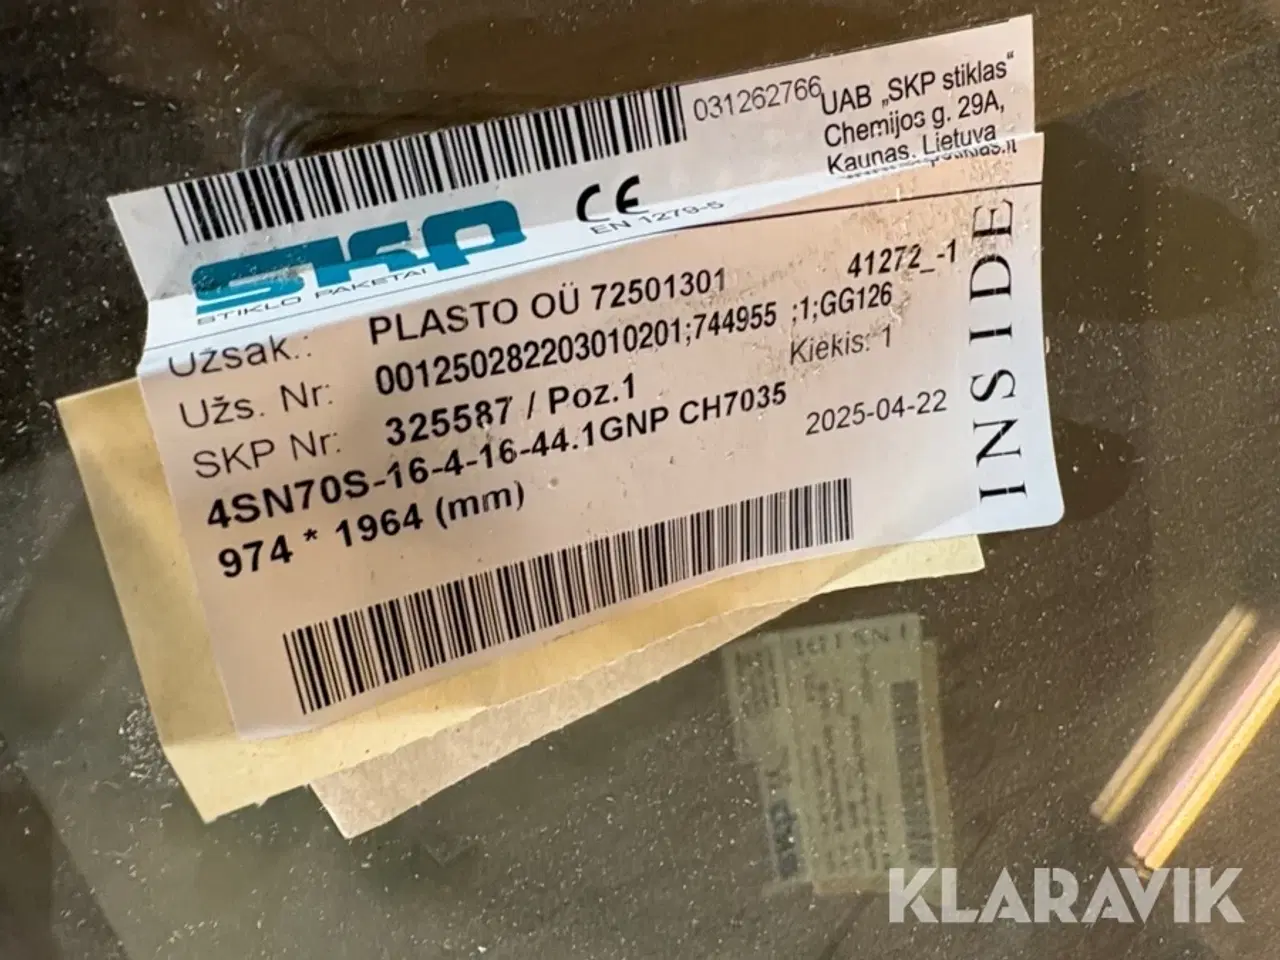 031262766
UAB „SKP stiklas“
Chemijos g. 29A,
Kaunas, Lietuva
SKP
STIKLO PAKETAI
CE
EN 1279-5
Užsak.: PLASTO OÜ 72501301 41272_-1
Užs. Nr: 001250282203010201;744955 ;1;GG126
SKP Nr: 325587 / Poz.1 Kiekis: 1
4SN70S-16-4-16-44.1GNP CH7035 2025-04-22
974 * 1964 (mm)
INSIDE
KLARAVIK